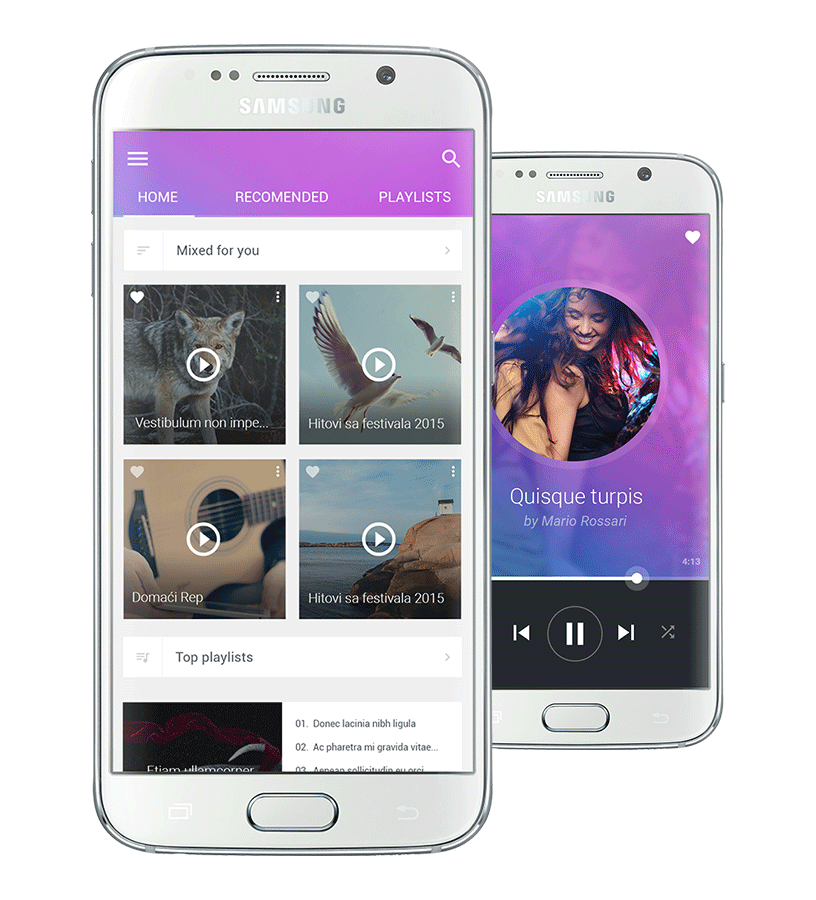 SAMSUNG
HOME RECOMENDED PLAYLISTS
Mixed for you
Vestibulum non impe...
Hitovi sa festivala 2015
Domaći Rep
Hitovi sa festivala 2015
Top playlists
Etiam ullamcorper
01. Donec lacinia nibh ligula
02. Ac pharetra mi gravida vitae...
03. Aenean sollicitudin eu orci
SAMSUNG
Quisque turpis
by Mario Rossari
4:13